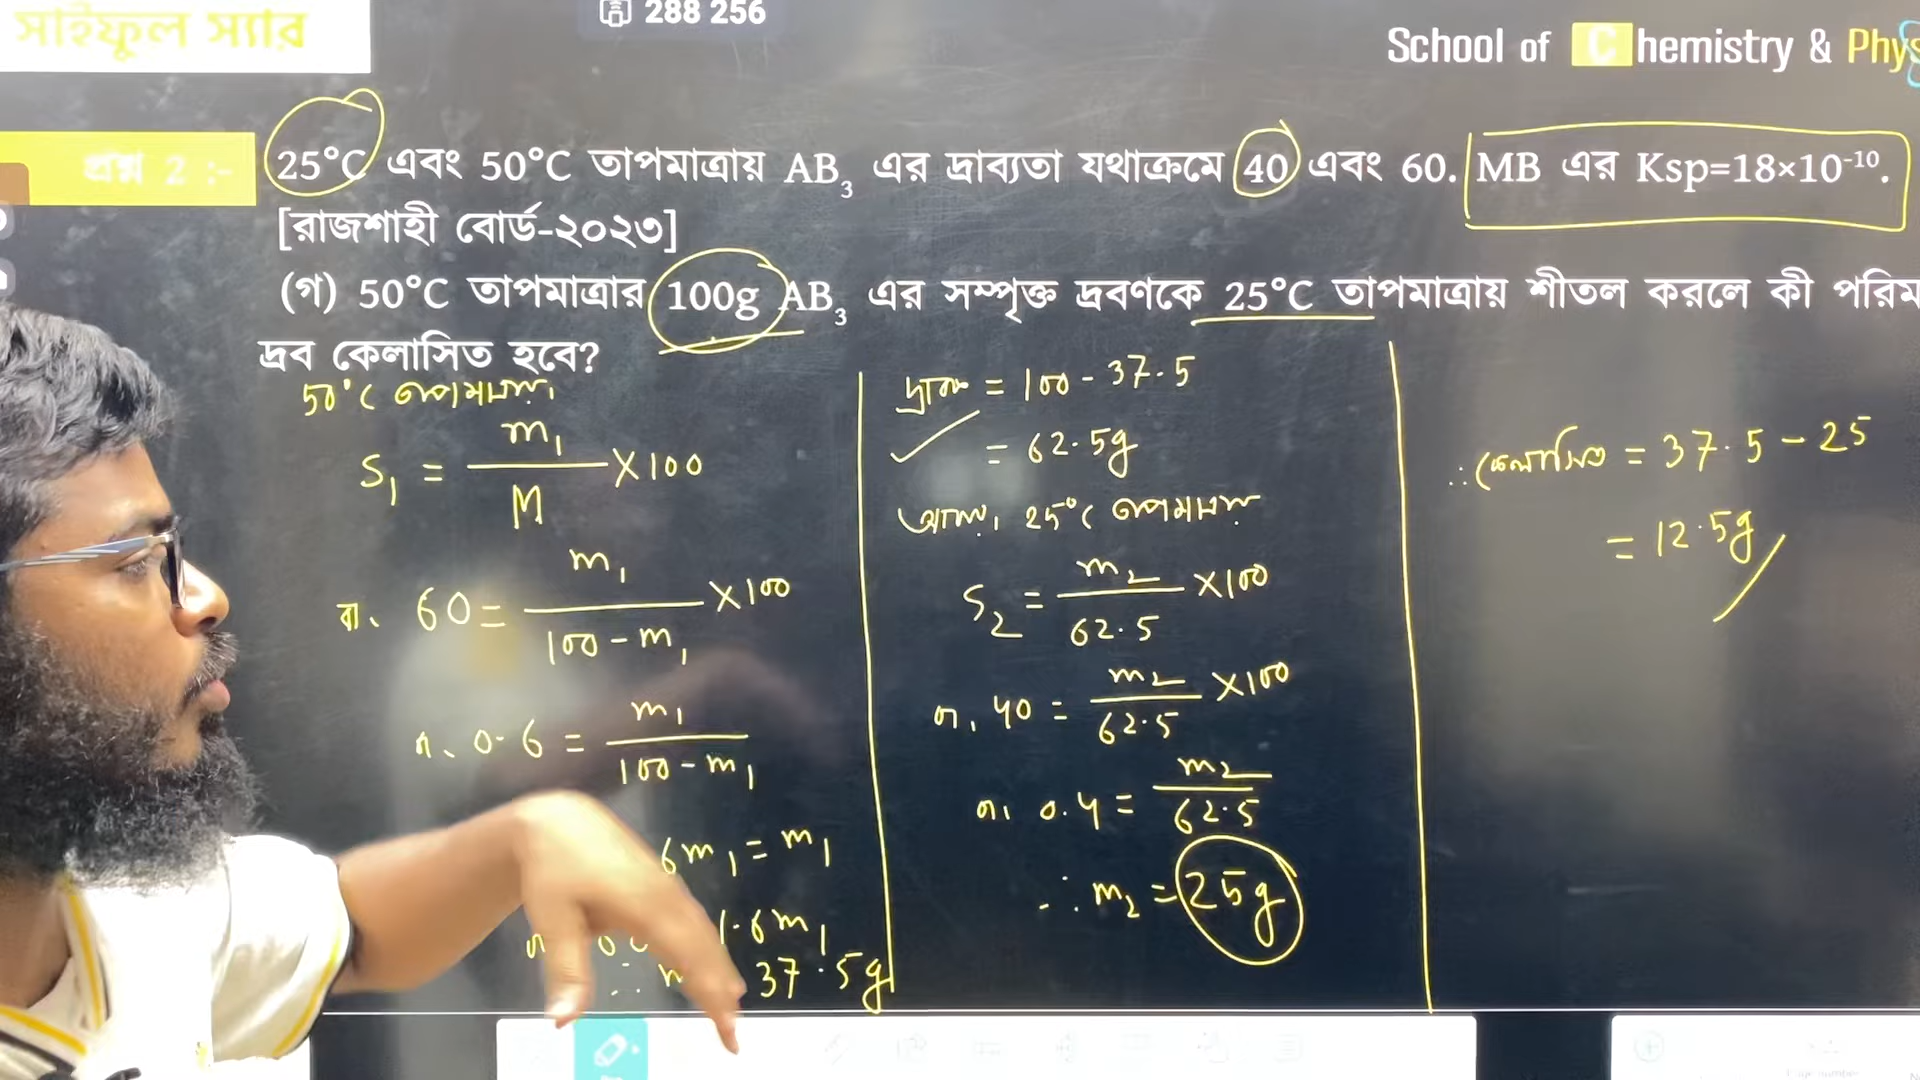 সাইফুল স্যার
288 256
School of Chemistry & Phys
প্রশ্ন 2 :-
25°C এবং 50°C তাপমাত্রায় AB₃ এর দ্রাব্যতা যথাক্রমে 40 এবং 60. MB এর Ksp=18×10⁻¹⁰.
[রাজশাহী বোর্ড-২০২৩]
(গ) 50°C তাপমাত্রার 100g AB₃ এর সম্পৃক্ত দ্রবণকে 25°C তাপমাত্রায় শীতল করলে কী পরিম
দ্রব কেলাসিত হবে?
50°C তাপমাত্রায়,
S₁ = m₁/M ×100
বা, 60 = m₁/(100-m₁) ×100
বা, 0.6 = m₁/(100-m₁)
6m₁ = m₁
1.6m₁
37.5g
দ্রাবক = 100 - 37.5
= 62.5g
আবার, 25°C তাপমাত্রায়
S₂ = m₂/62.5 ×100
বা, 40 = m₂/62.5 ×100
বা, 0.4 = m₂/62.5
∴ m₂ = 25g
∴ কেলাসিত = 37.5 - 25
= 12.5g